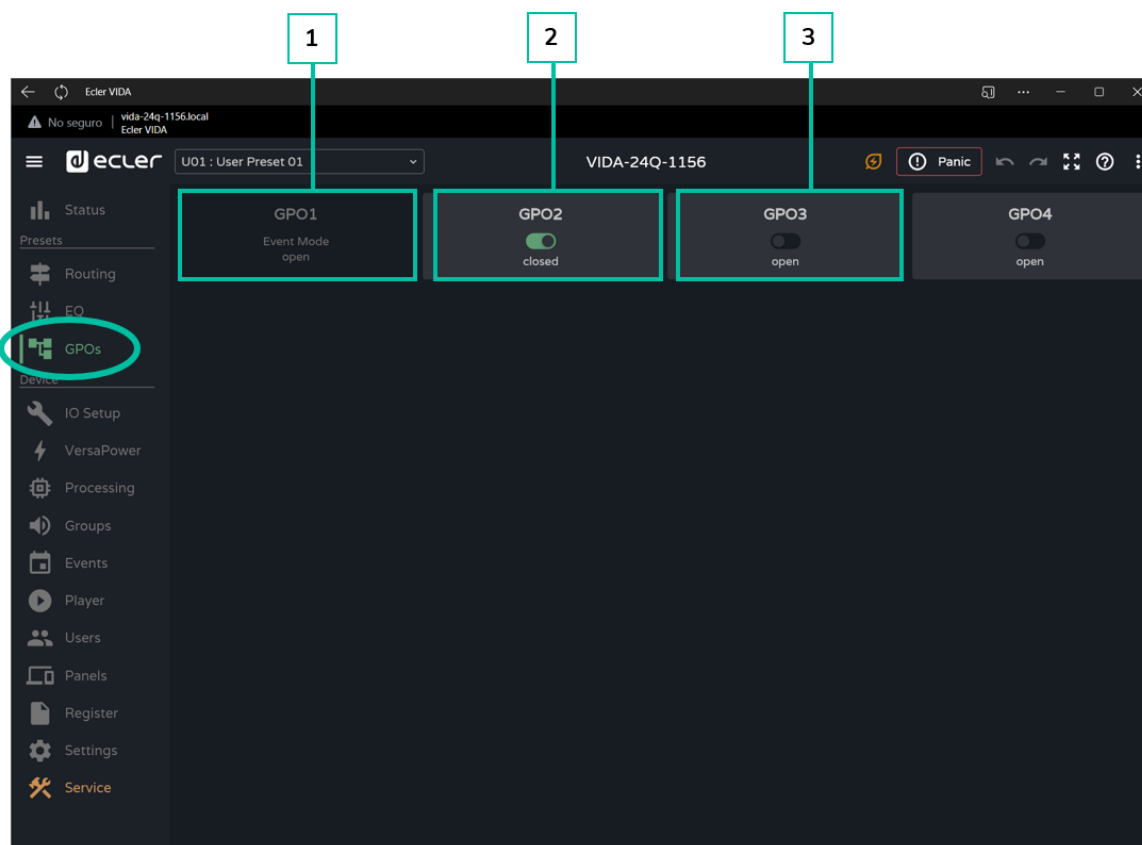 1
2
3
Ecler VIDA
No seguro
vida-24q-1156.local
Ecler VIDA
ecler
U01 : User Preset 01
VIDA-24Q-1156
Panic
Status
Presets
Routing
EQ
GPOs
Device
IO Setup
VersaPower
Processing
Groups
Events
Player
Users
Panels
Register
Settings
Service
GPO1
Event Mode
open
GPO2
closed
GPO3
open
GPO4
open